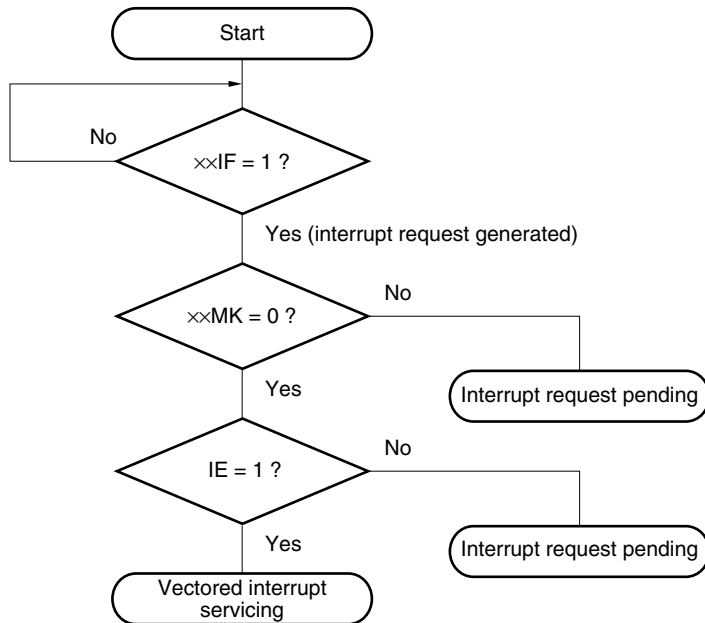 Start
No
××IF = 1 ?
Yes (interrupt request generated)
××MK = 0 ?
No
Interrupt request pending
Yes
IE = 1 ?
No
Interrupt request pending
Yes
Vectored interrupt
servicing